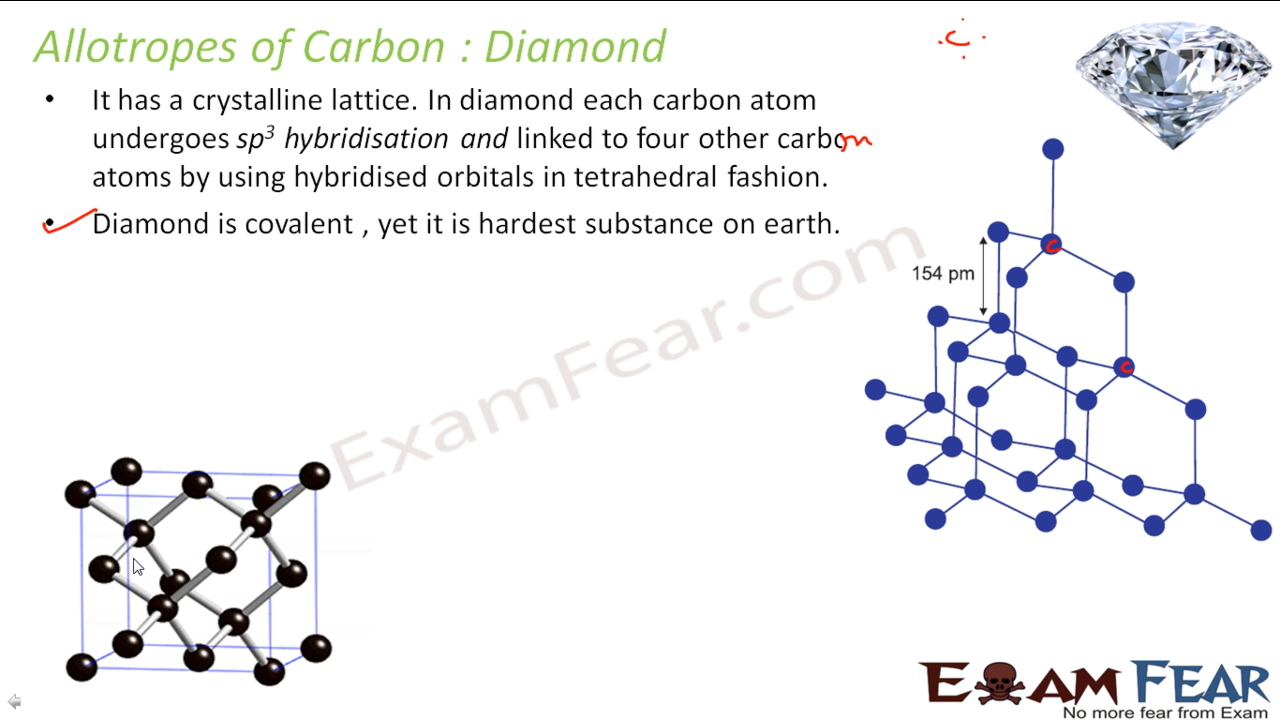 Allotropes of Carbon : Diamond
.C.
• It has a crystalline lattice. In diamond each carbon atom
undergoes sp³ hybridisation and linked to four other carbon
atoms by using hybridised orbitals in tetrahedral fashion.
• Diamond is covalent , yet it is hardest substance on earth.
C
154 pm
C
ExamFear.com
EXAM FEAR
No more fear from Exam